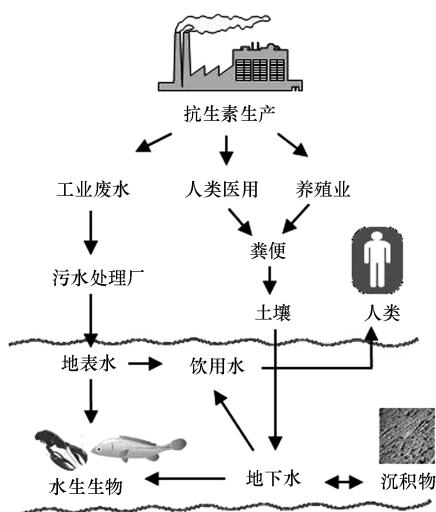 抗生素生产
工业废水
人类医用
养殖业
粪便
污水处理厂
土壤
人类
地表水
饮用水
水生生物
地下水
沉积物